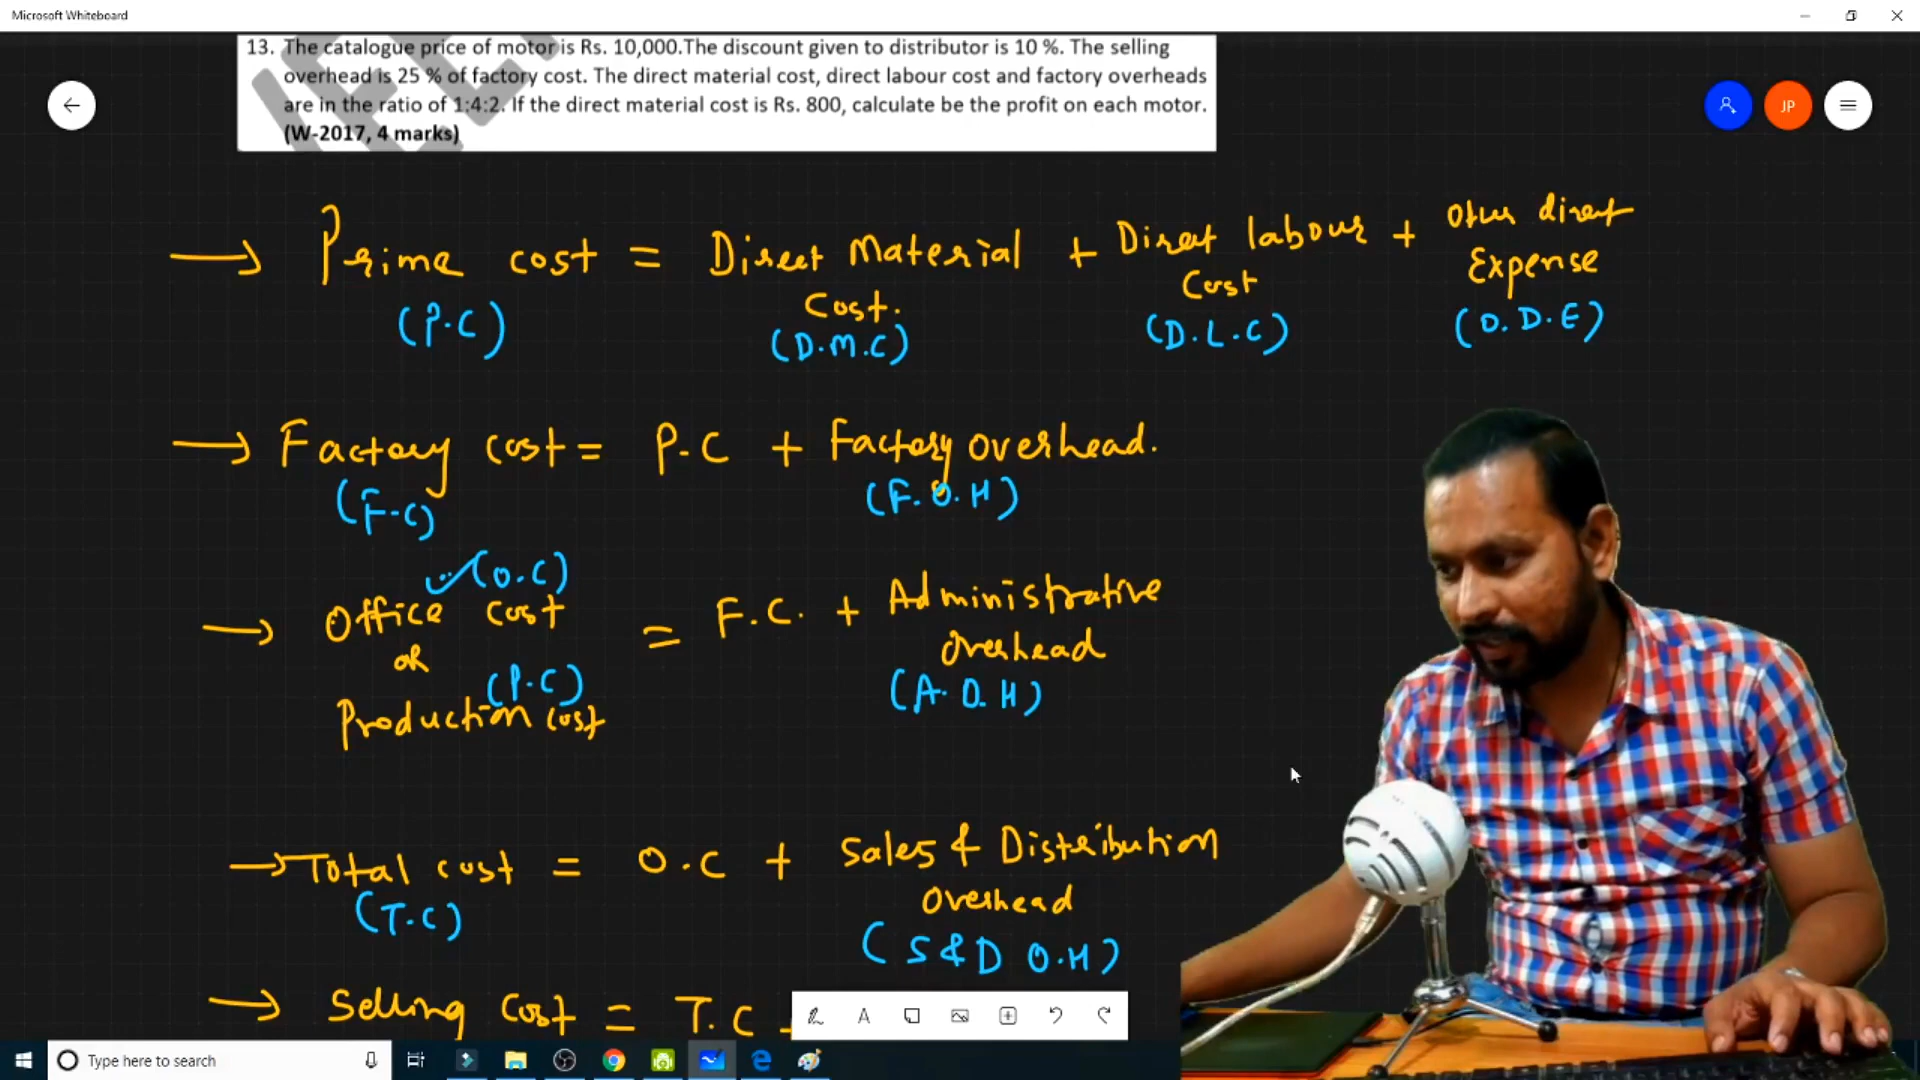 Microsoft Whiteboard
13. The catalogue price of motor is Rs. 10,000.The discount given to distributor is 10 %. The selling
overhead is 25 % of factory cost. The direct material cost, direct labour cost and factory overheads
are in the ratio of 1:4:2. If the direct material cost is Rs. 800, calculate be the profit on each motor.
(W-2017, 4 marks)
JP
→ Prime cost = Direct Material + Direct labour + Other direct
Cost. Cost Expense
(P.C) (D.M.C) (D.L.C) (O.D.E)
→ Factory cost = P.C + Factory overhead.
(F.C) (F.O.H)
(O.C)
→ Office cost = F.C. + Administrative
or overhead
(P.C) (A.O.H)
Production cost
→ Total cost = O.C + Sales & Distribution
(T.C) Overhead
(S & D O.H)
→ Selling cost = T.C
Type here to search